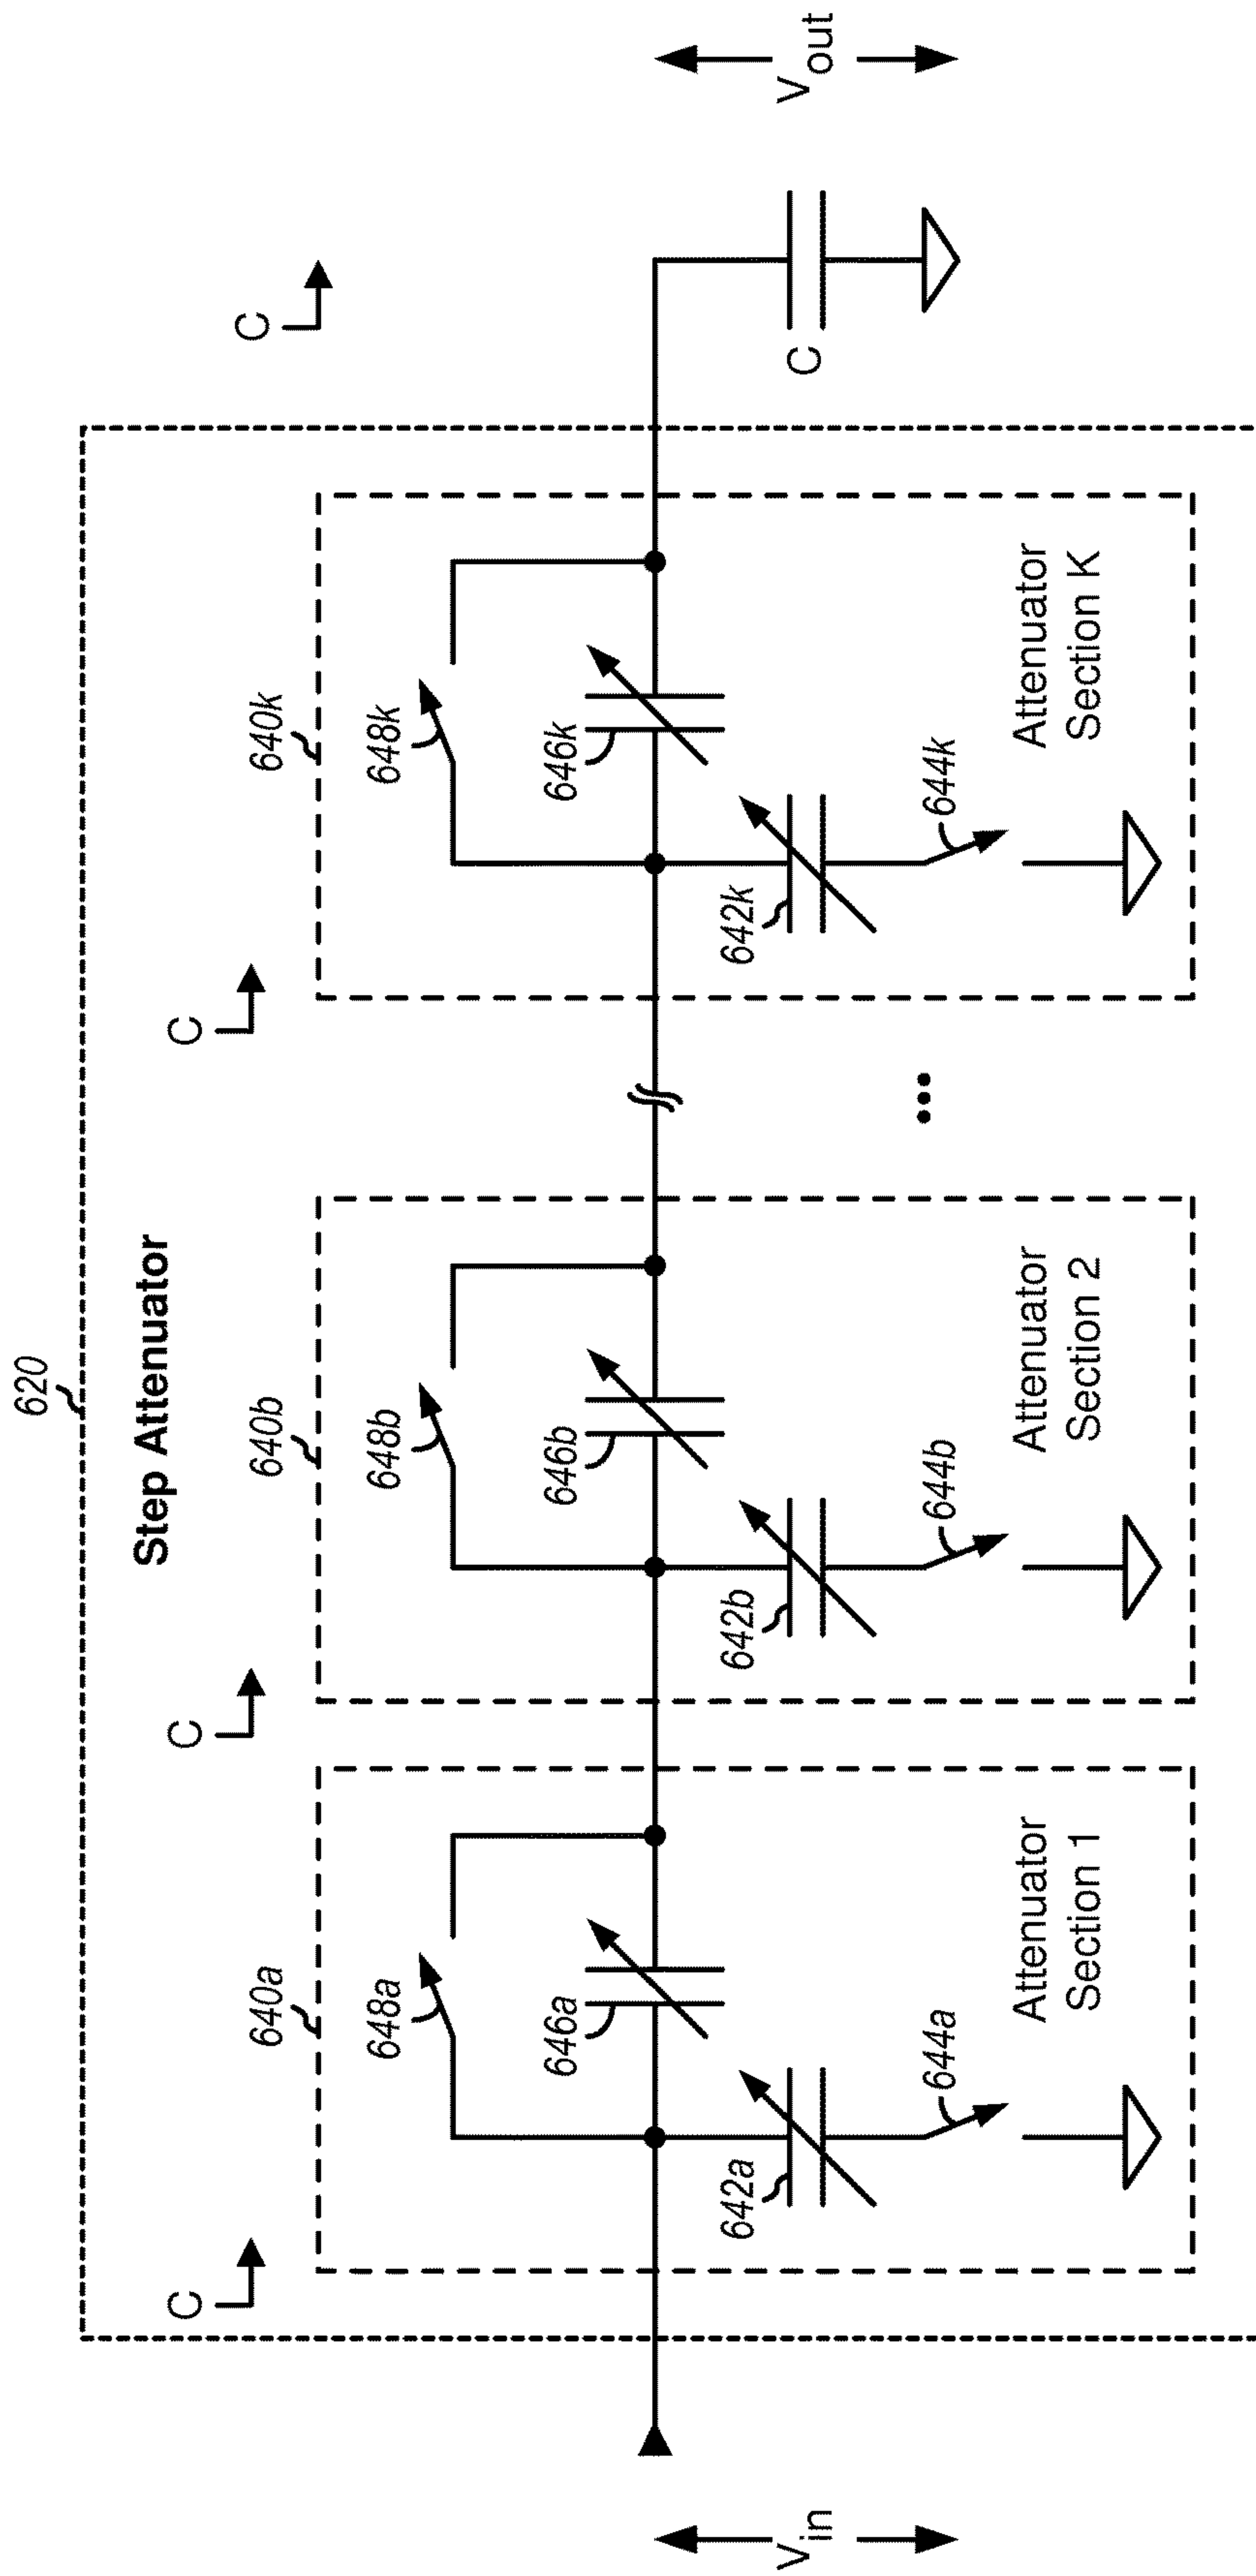 620
Step Attenuator
C
C
C
C
640a
640b
640k
648a
648b
648k
646a
646b
646k
642a
642b
642k
644a
644b
644k
Attenuator
Section 1
Attenuator
Section 2
...
Attenuator
Section K
C
Vin
Vout